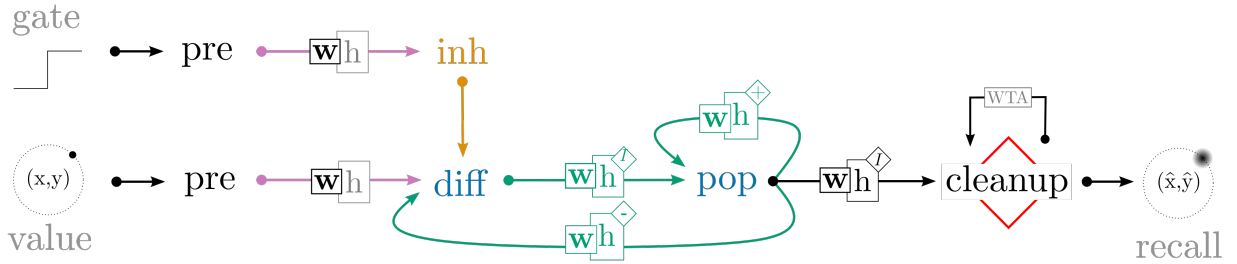 gate
pre
w h
inh
WTA
w h +
(x,y)
pre
w h
diff
w h I
pop
w h I
cleanup
(x̂,ŷ)
w h -
value
recall